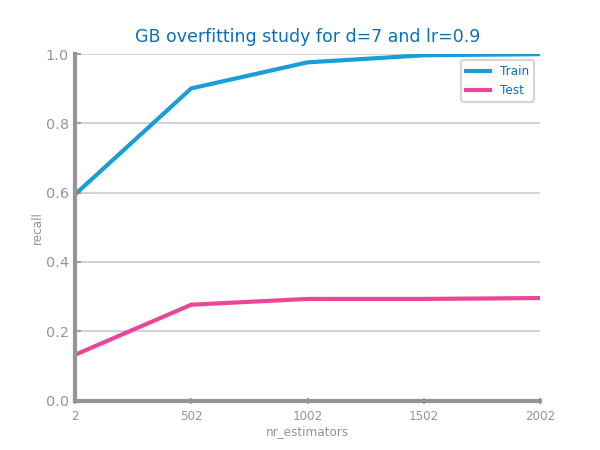 GB overfitting study for d=7 and lr=0.9
1.0
0.8
0.6
0.4
0.2
0.0
recall
Train
Test
2 502 1002 1502 2002
nr_estimators